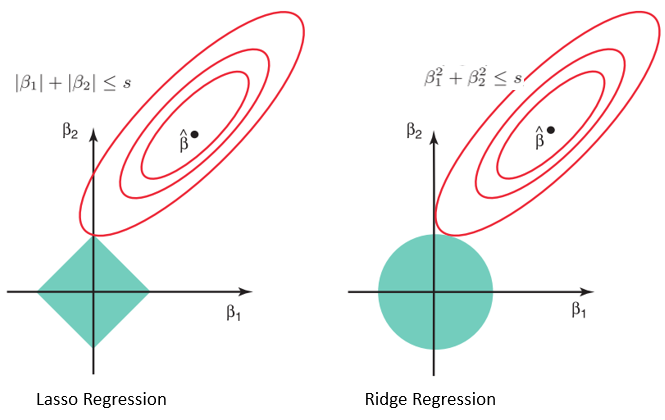 |β₁| + |β₂| ≤ s
β₂
β̂
β₁
Lasso Regression
β₁² + β₂² ≤ s
β₂
β̂
β₁
Ridge Regression